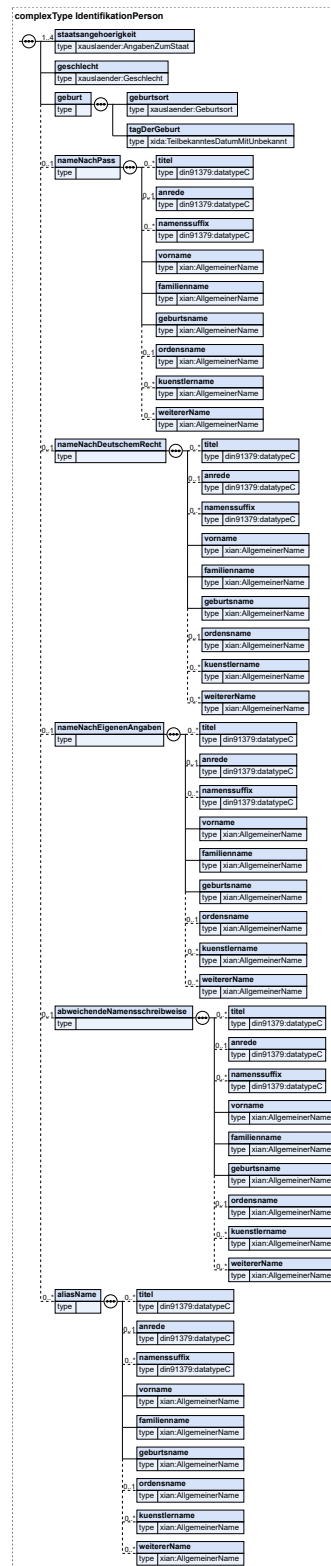 complexType IdentifikationPerson
1..4
staatsangehoerigkeit
type xauslaender:AngabenZumStaat
geschlecht
type xauslaender:Geschlecht
geburt
type
geburtsort
type xauslaender:Geburtsort
tagDerGeburt
type xida:TeilbekanntesDatumMitUnbekannt
0..1
nameNachPass
type
0..*
titel
type din91379:datatypeC
0..1
anrede
type din91379:datatypeC
0..*
namenssuffix
type din91379:datatypeC
vorname
type xian:AllgemeinerName
familienname
type xian:AllgemeinerName
geburtsname
type xian:AllgemeinerName
0..1
ordensname
type xian:AllgemeinerName
0..*
kuenstlername
type xian:AllgemeinerName
0..*
weitererName
type xian:AllgemeinerName
0..1
nameNachDeutschemRecht
type
0..*
titel
type din91379:datatypeC
0..1
anrede
type din91379:datatypeC
0..*
namenssuffix
type din91379:datatypeC
vorname
type xian:AllgemeinerName
familienname
type xian:AllgemeinerName
geburtsname
type xian:AllgemeinerName
0..1
ordensname
type xian:AllgemeinerName
0..*
kuenstlername
type xian:AllgemeinerName
0..*
weitererName
type xian:AllgemeinerName
0..1
nameNachEigenenAngaben
type
0..*
titel
type din91379:datatypeC
0..1
anrede
type din91379:datatypeC
0..*
namenssuffix
type din91379:datatypeC
vorname
type xian:AllgemeinerName
familienname
type xian:AllgemeinerName
geburtsname
type xian:AllgemeinerName
0..1
ordensname
type xian:AllgemeinerName
0..*
kuenstlername
type xian:AllgemeinerName
0..*
weitererName
type xian:AllgemeinerName
0..1
abweichendeNamensschreibweise
type
0..*
titel
type din91379:datatypeC
0..1
anrede
type din91379:datatypeC
0..*
namenssuffix
type din91379:datatypeC
vorname
type xian:AllgemeinerName
familienname
type xian:AllgemeinerName
geburtsname
type xian:AllgemeinerName
0..1
ordensname
type xian:AllgemeinerName
0..*
kuenstlername
type xian:AllgemeinerName
0..*
weitererName
type xian:AllgemeinerName
0..*
aliasName
type
0..*
titel
type din91379:datatypeC
0..1
anrede
type din91379:datatypeC
0..*
namenssuffix
type din91379:datatypeC
vorname
type xian:AllgemeinerName
familienname
type xian:AllgemeinerName
geburtsname
type xian:AllgemeinerName
0..1
ordensname
type xian:AllgemeinerName
0..*
kuenstlername
type xian:AllgemeinerName
0..*
weitererName
type xian:AllgemeinerName